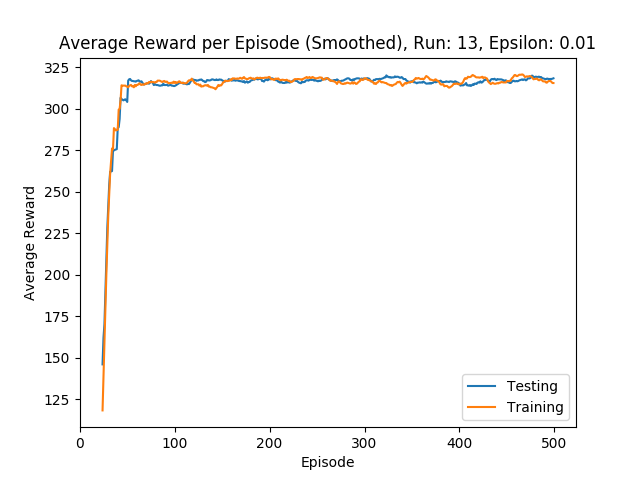 Average Reward per Episode (Smoothed), Run: 13, Epsilon: 0.01
325
300
275
250
225
200
175
150
125
Average Reward
0 100 200 300 400 500
Episode
Testing
Training